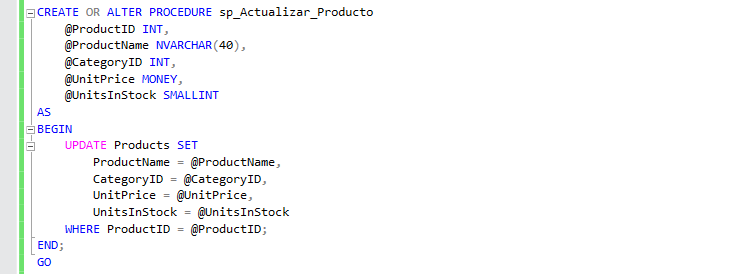 CREATE OR ALTER PROCEDURE sp_Actualizar_Producto
    @ProductID INT,
    @ProductName NVARCHAR(40),
    @CategoryID INT,
    @UnitPrice MONEY,
    @UnitsInStock SMALLINT
AS
BEGIN
    UPDATE Products SET
        ProductName = @ProductName,
        CategoryID = @CategoryID,
        UnitPrice = @UnitPrice,
        UnitsInStock = @UnitsInStock
    WHERE ProductID = @ProductID;
END;
GO